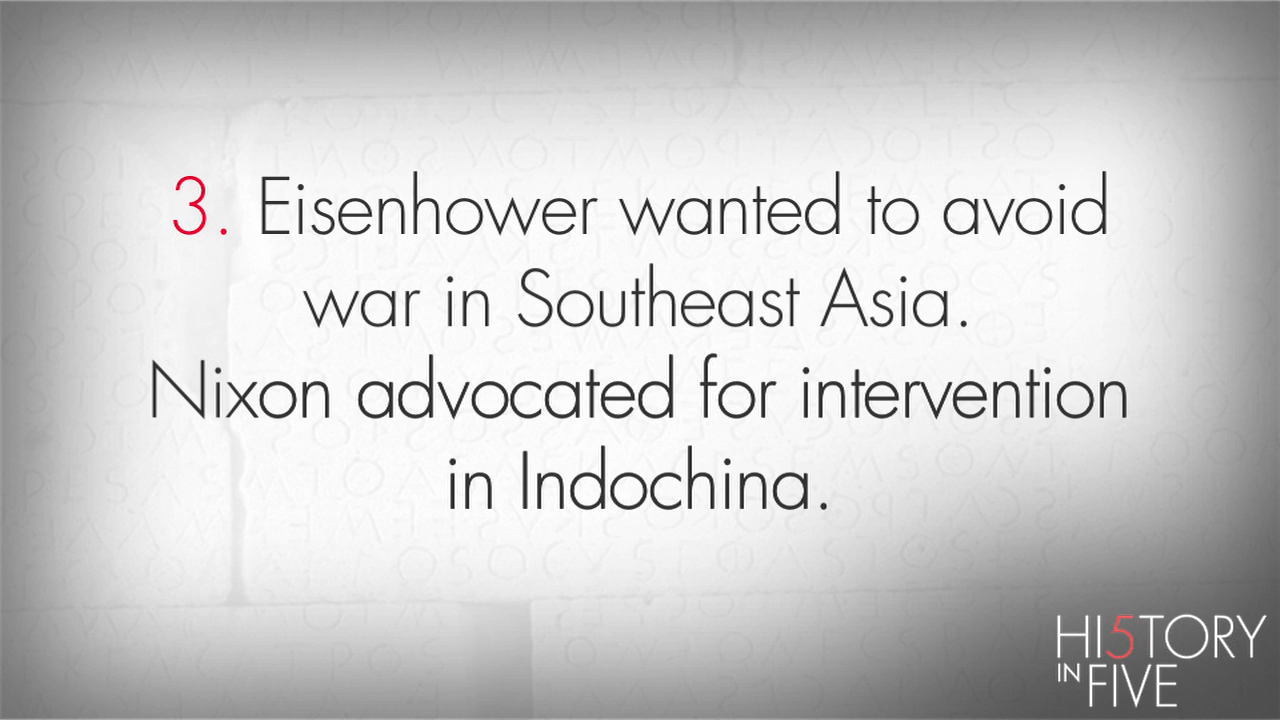 3. Eisenhower wanted to avoid
war in Southeast Asia.
Nixon advocated for intervention
in Indochina.
HI5TORY
IN FIVE